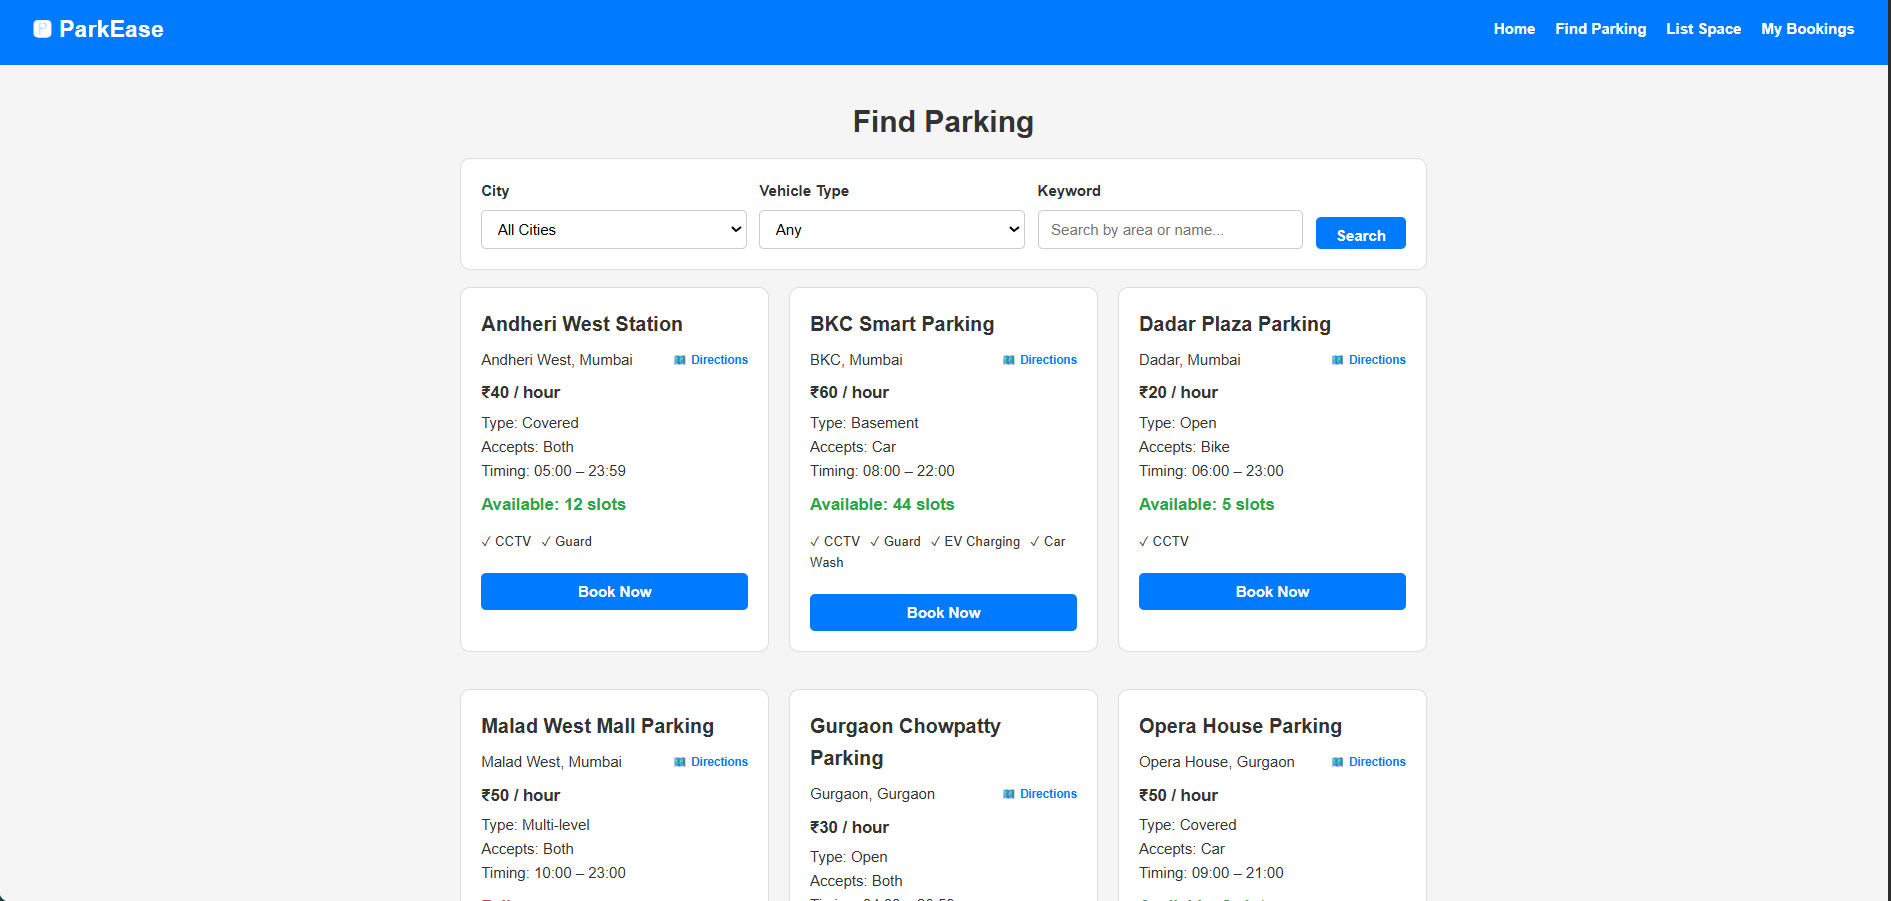 🅿 ParkEase
Home Find Parking List Space My Bookings
Find Parking
City Vehicle Type Keyword
All Cities Any Search by area or name... Search
Andheri West Station
Andheri West, Mumbai Directions
₹40 / hour
Type: Covered
Accepts: Both
Timing: 05:00 – 23:59
Available: 12 slots
✓ CCTV ✓ Guard
Book Now
BKC Smart Parking
BKC, Mumbai Directions
₹60 / hour
Type: Basement
Accepts: Car
Timing: 08:00 – 22:00
Available: 44 slots
✓ CCTV ✓ Guard ✓ EV Charging ✓ Car
Wash
Book Now
Dadar Plaza Parking
Dadar, Mumbai Directions
₹20 / hour
Type: Open
Accepts: Bike
Timing: 06:00 – 23:00
Available: 5 slots
✓ CCTV
Book Now
Malad West Mall Parking
Malad West, Mumbai Directions
₹50 / hour
Type: Multi-level
Accepts: Both
Timing: 10:00 – 23:00
Gurgaon Chowpatty
Parking
Gurgaon, Gurgaon Directions
₹30 / hour
Type: Open
Accepts: Both
Opera House Parking
Opera House, Gurgaon Directions
₹50 / hour
Type: Covered
Accepts: Car
Timing: 09:00 – 21:00